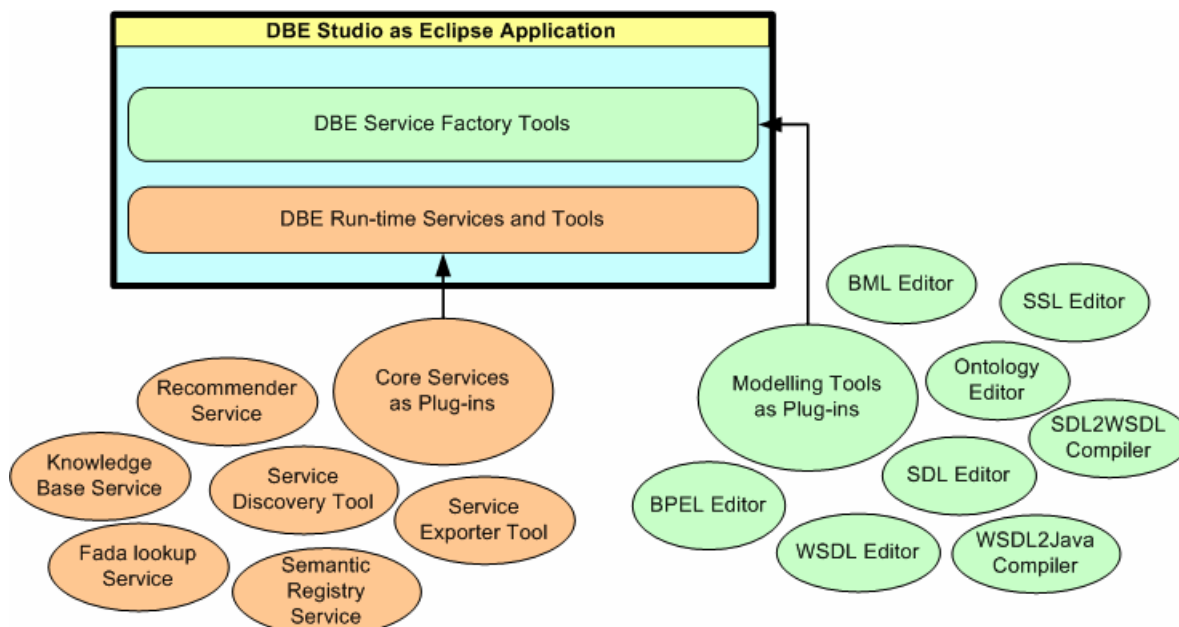 DBE Studio as Eclipse Application
DBE Service Factory Tools
DBE Run-time Services and Tools
BML Editor
SSL Editor
Core Services
as Plug-ins
Modelling Tools
as Plug-ins
Ontology
Editor
Recommender
Service
SDL2WSDL
Compiler
Knowledge
Base Service
Service
Discovery Tool
SDL Editor
Service
Exporter Tool
BPEL Editor
Fada lookup
Service
WSDL Editor
WSDL2Java
Compiler
Semantic
Registry
Service